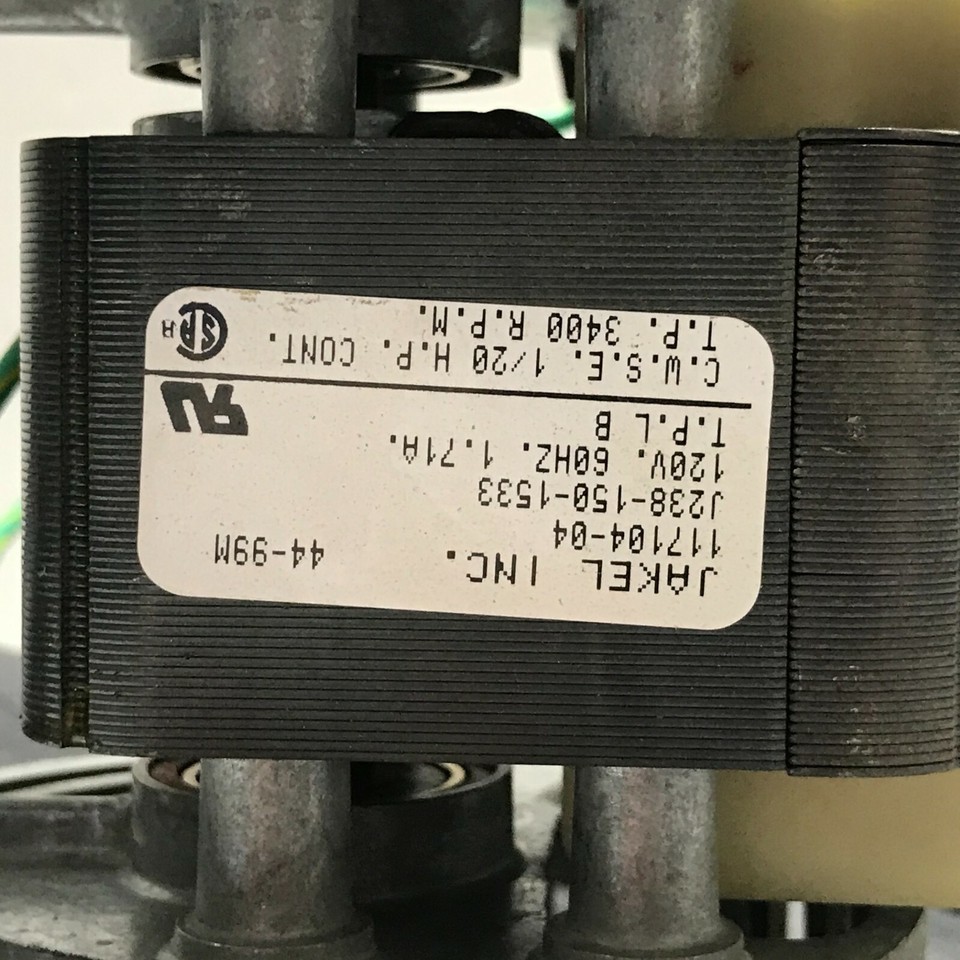 JAKEL INC.
117104-04 44-99M
J238-150-1533
120V. 60HZ. 1.71A.
T.P.L B
C.W.S.E. 1/20 H.P. CONT.
T.P. 3400 R.P.M.